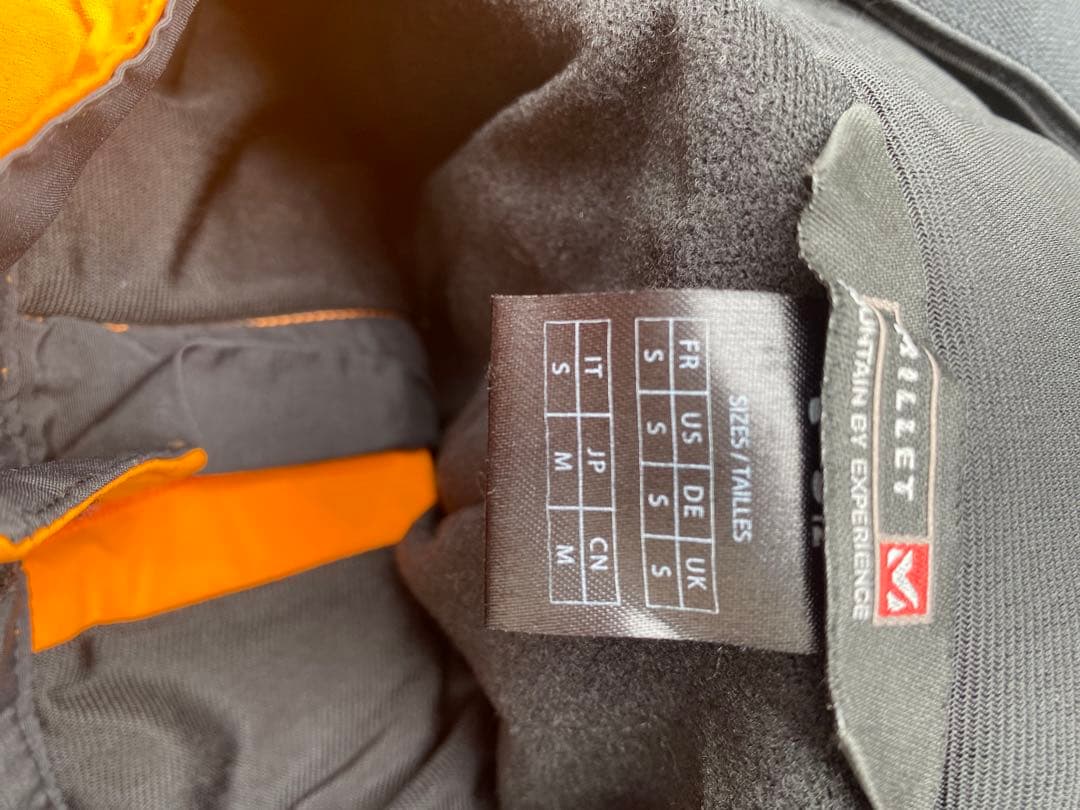 MILLET
MOUNTAIN BY EXPERIENCE
SIZES / TAILLES
FR US DE UK
S S S S
IT JP CN
S M M